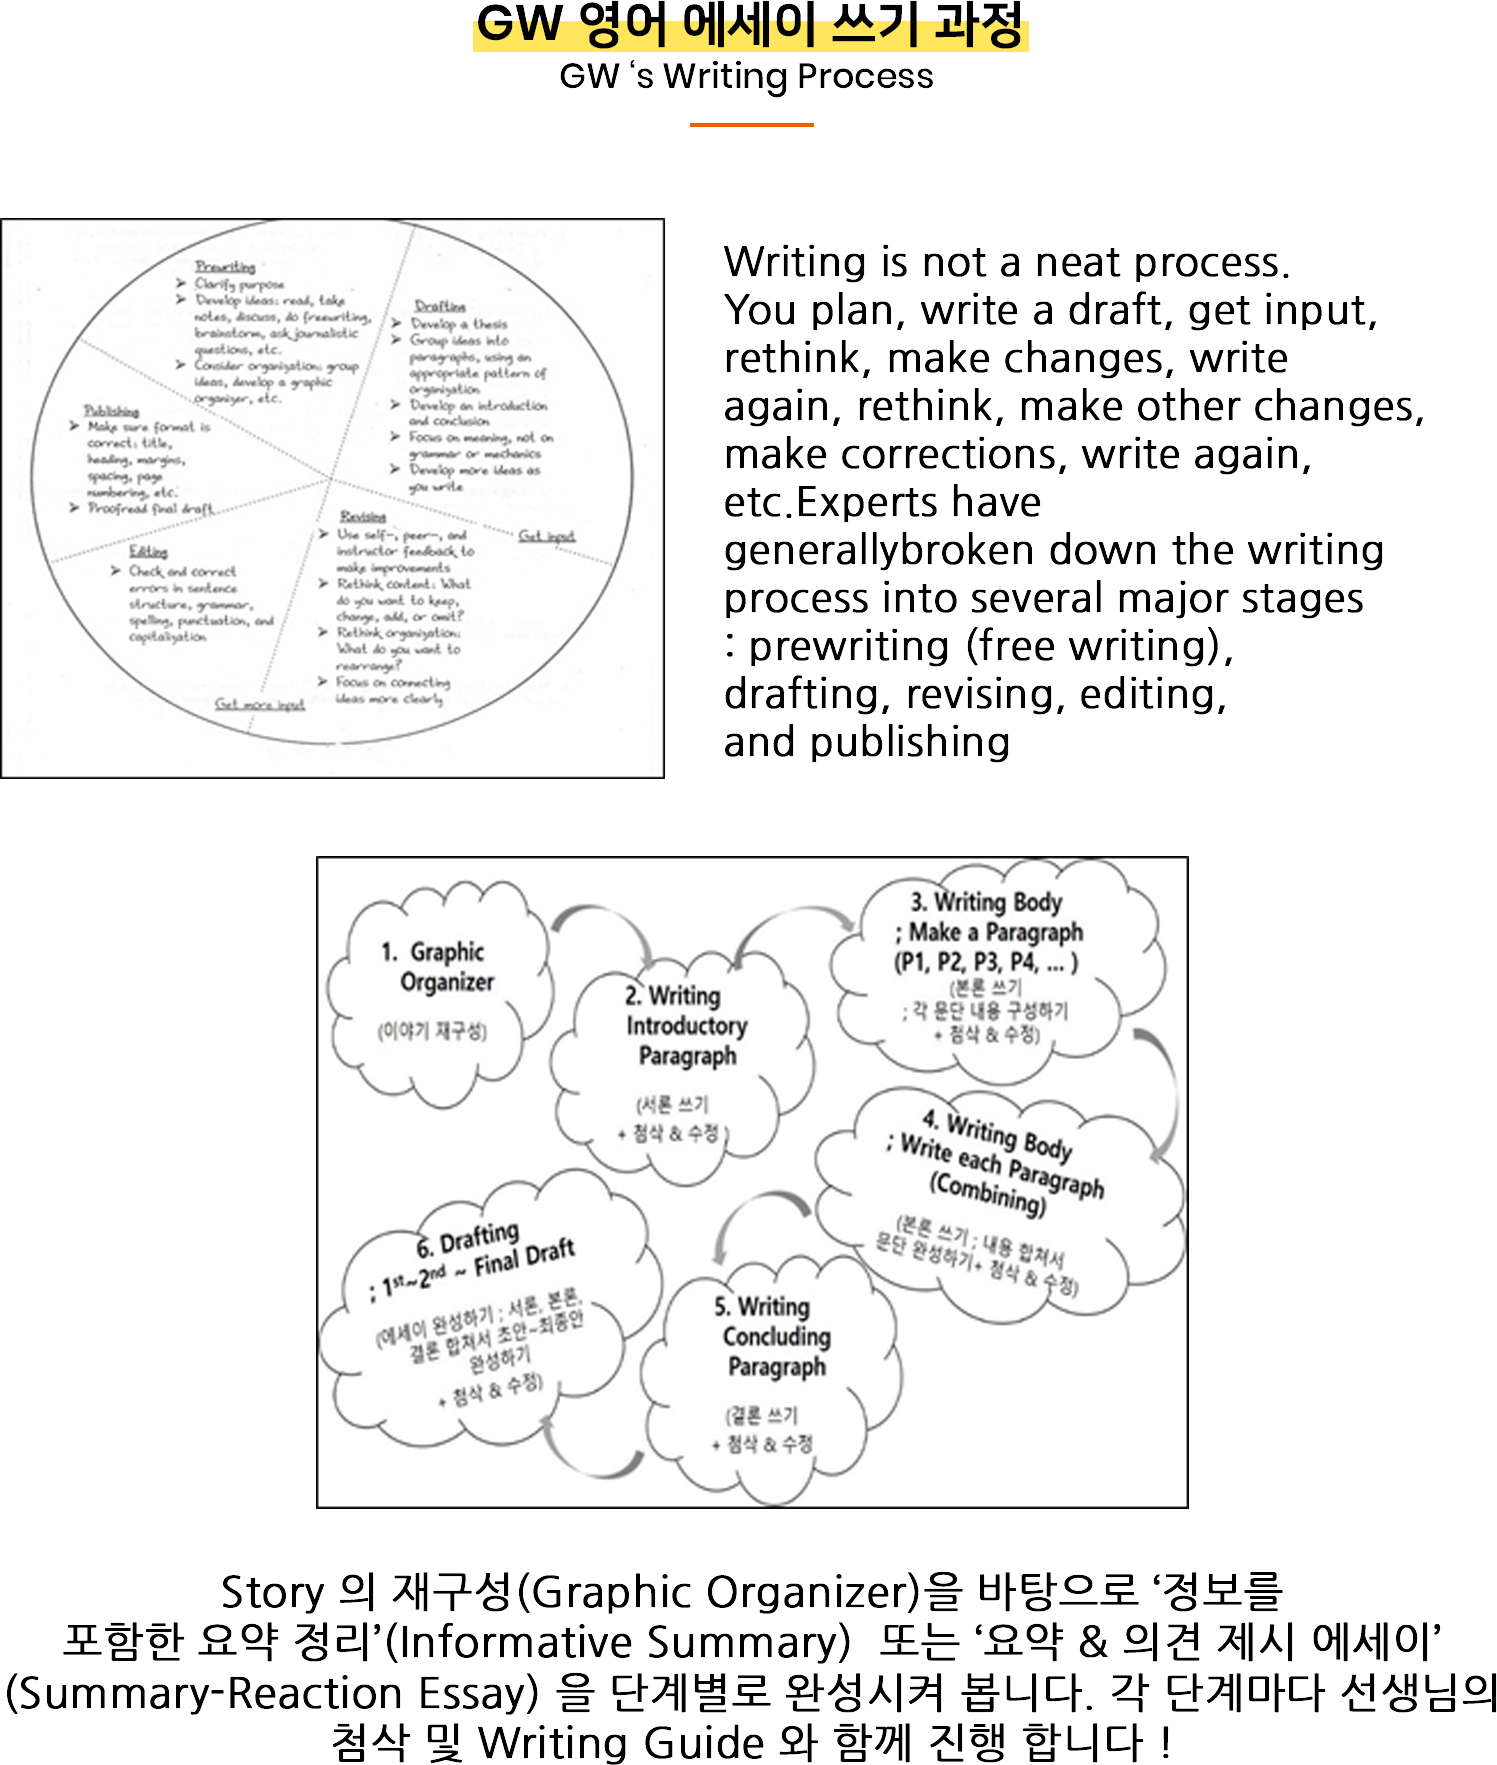 GW 영어 에세이 쓰기 과정
GW ‘s Writing Process
Prewriting
➢ Clarify purpose
➢ Develop ideas: read, take
notes, discuss, do freewriting,
brainstorm, ask journalistic
questions, etc.
➢ Consider organization: group
ideas, develop a graphic
organizer, etc.
Drafting
➢ Develop a thesis
➢ Group ideas into
paragraphs, using an
appropriate pattern of
organization
➢ Develop an introduction
and conclusion
➢ Focus on meaning, not on
grammar or mechanics
➢ Develop more ideas as
you write
Get input
Revising
➢ Use self-, peer-, and
instructor feedback to
make improvements
➢ Rethink content: What
do you want to keep,
change, add, or omit?
➢ Rethink organization:
What do you want to
rearrange?
➢ Focus on connecting
ideas more clearly
Get more input
Editing
➢ Check and correct
errors in sentence
structure, grammar,
spelling, punctuation, and
capitalization
Publishing
➢ Make sure format is
correct: title,
heading, margins,
spacing, page
numbering, etc.
➢ Proofread final draft
Writing is not a neat process.
You plan, write a draft, get input,
rethink, make changes, write
again, rethink, make other changes,
make corrections, write again,
etc.Experts have
generallybroken down the writing
process into several major stages
: prewriting (free writing),
drafting, revising, editing,
and publishing
1. Graphic
Organizer
(이야기 재구성)
2. Writing
Introductory
Paragraph
(서론 쓰기
+ 첨삭 & 수정 )
3. Writing Body
; Make a Paragraph
(P1, P2, P3, P4, ... )
(본론 쓰기
; 각 문단 내용 구성하기
+ 첨삭 & 수정)
4. Writing Body
; Write each Paragraph
(Combining)
(본론 쓰기 ; 내용 합쳐서
문단 완성하기+ 첨삭 & 수정)
5. Writing
Concluding
Paragraph
(결론 쓰기
+ 첨삭 & 수정
6. Drafting
; 1st~2nd ~ Final Draft
(에세이 완성하기 ; 서론, 본론,
결론 합쳐서 초안~최종안
완성하기
+ 첨삭 & 수정)
Story 의 재구성(Graphic Organizer)을 바탕으로 ‘정보를
포함한 요약 정리’(Informative Summary) 또는 ‘요약 & 의견 제시 에세이’
(Summary-Reaction Essay) 을 단계별로 완성시켜 봅니다. 각 단계마다 선생님의
첨삭 및 Writing Guide 와 함께 진행 합니다 !